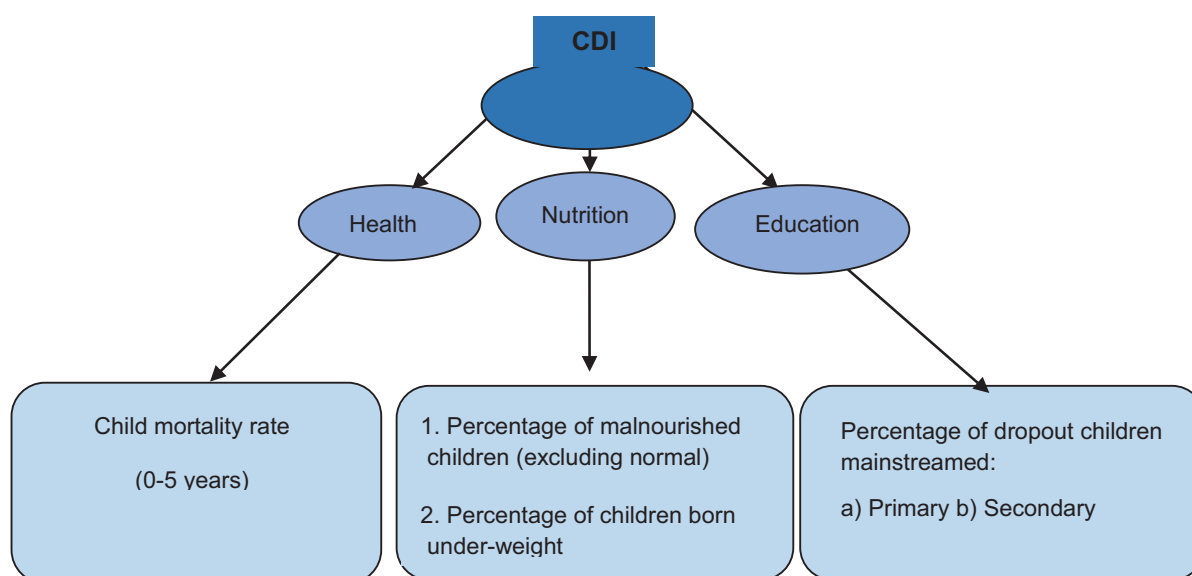 CDI
Health
Nutrition
Education
Child mortality rate
(0-5 years)
1. Percentage of malnourished
children (excluding normal)
2. Percentage of children born
under-weight
Percentage of dropout children
mainstreamed:
a) Primary b) Secondary